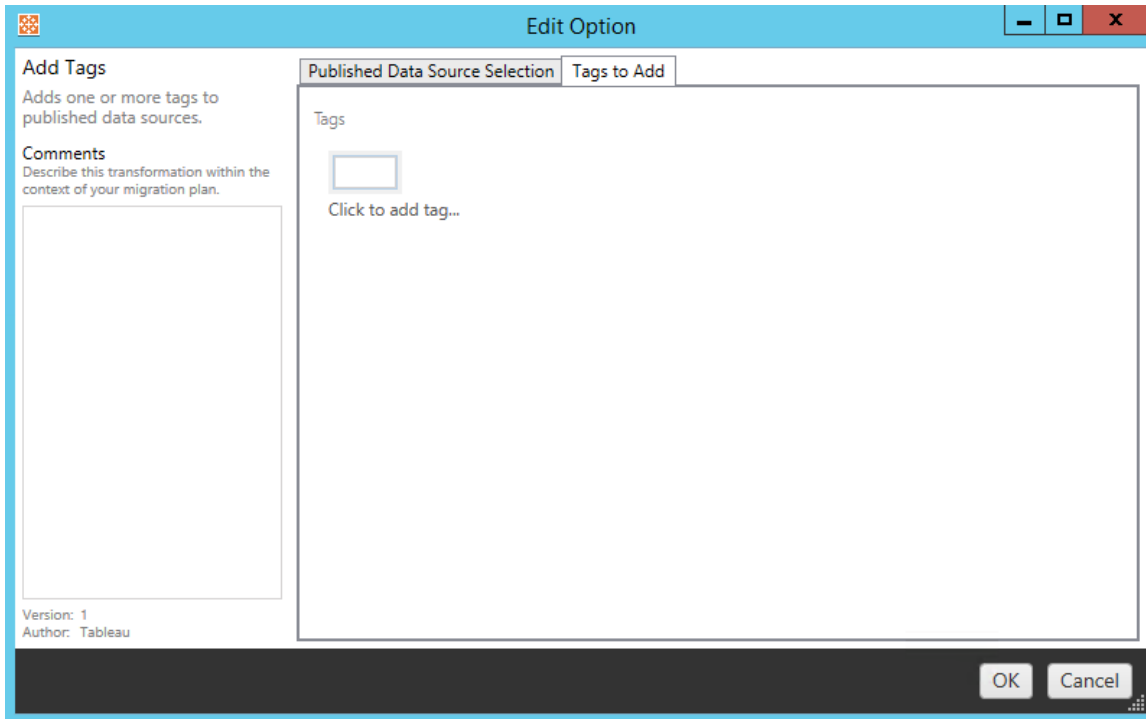 Edit Option
Add Tags
Adds one or more tags to
published data sources.
Comments
Describe this transformation within the
context of your migration plan.
Version: 1
Author: Tableau
Published Data Source Selection
Tags to Add
Tags
Click to add tag...
OK
Cancel